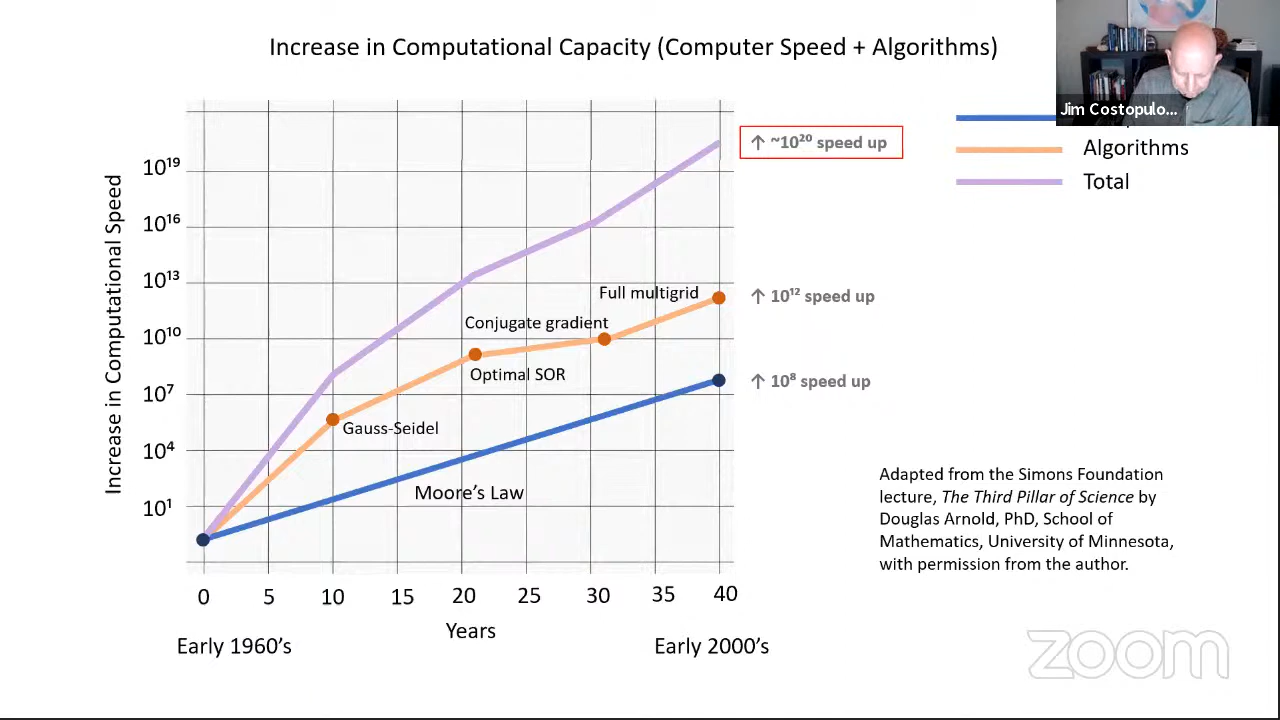 Increase in Computational Capacity (Computer Speed + Algorithms)
Jim Costopulo...
Algorithms
Total
↑ ~10²⁰ speed up
↑ 10¹² speed up
↑ 10⁸ speed up
Increase in Computational Speed
10¹⁹
10¹⁶
10¹³
10¹⁰
10⁷
10⁴
10¹
Full multigrid
Conjugate gradient
Optimal SOR
Gauss-Seidel
Moore's Law
0 5 10 15 20 25 30 35 40
Years
Early 1960's
Early 2000's
Adapted from the Simons Foundation
lecture, The Third Pillar of Science by
Douglas Arnold, PhD, School of
Mathematics, University of Minnesota,
with permission from the author.
zoom